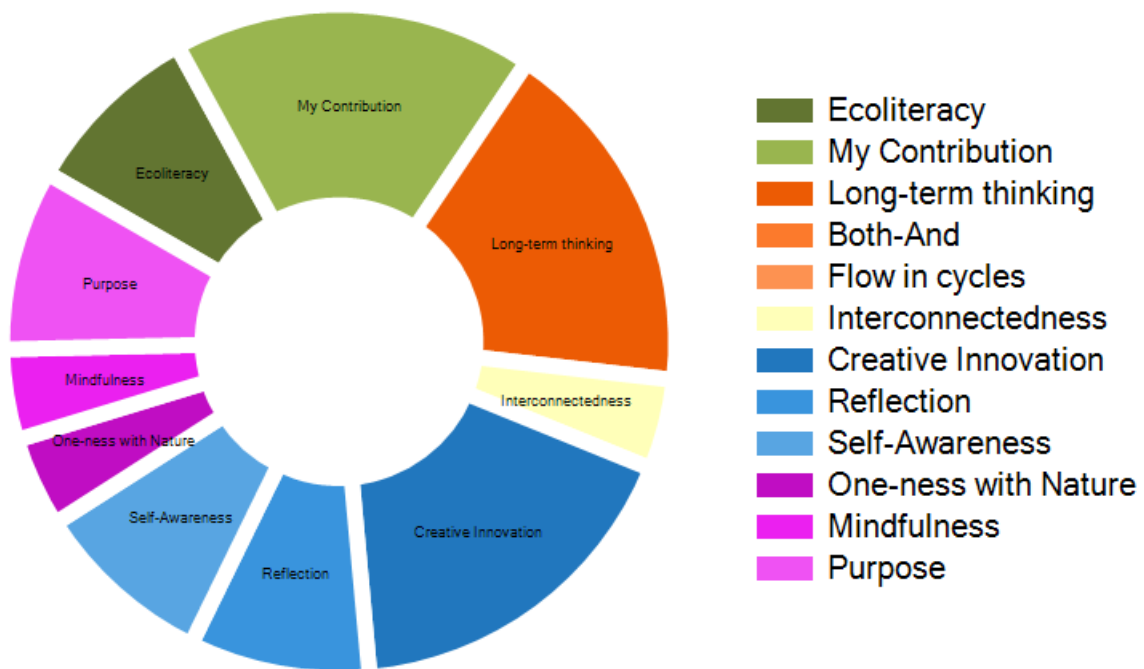 My Contribution
Ecoliteracy
Long-term thinking
Purpose
Mindfulness
Interconnectedness
One-ness with Nature
Self-Awareness
Creative Innovation
Reflection
Ecoliteracy
My Contribution
Long-term thinking
Both-And
Flow in cycles
Interconnectedness
Creative Innovation
Reflection
Self-Awareness
One-ness with Nature
Mindfulness
Purpose